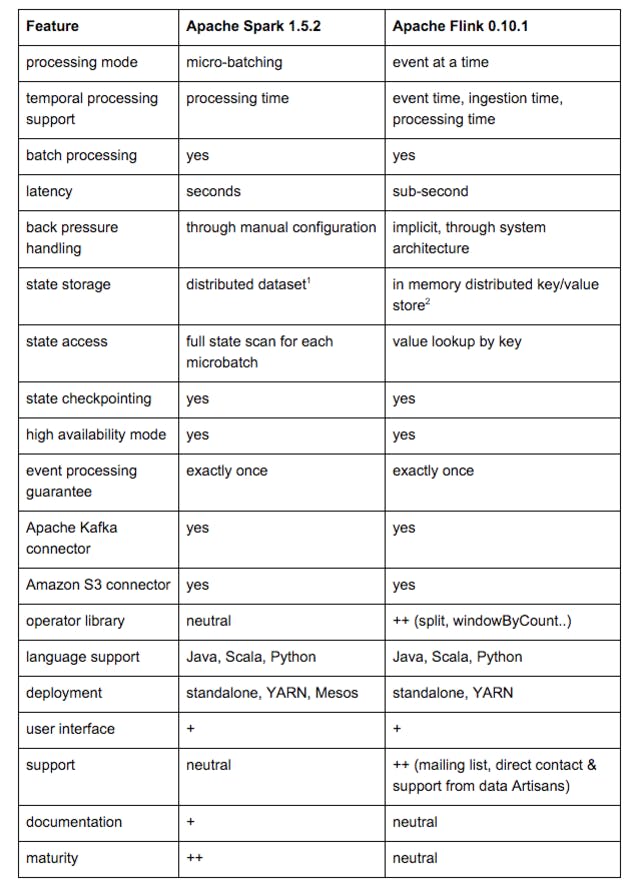 Feature Apache Spark 1.5.2 Apache Flink 0.10.1
processing mode micro-batching event at a time
temporal processing processing time event time, ingestion time,
support processing time
batch processing yes yes
latency seconds sub-second
back pressure through manual configuration implicit, through system
handling architecture
state storage distributed dataset¹ in memory distributed key/value
store²
state access full state scan for each value lookup by key
microbatch
state checkpointing yes yes
high availability mode yes yes
event processing exactly once exactly once
guarantee
Apache Kafka yes yes
connector
Amazon S3 connector yes yes
operator library neutral ++ (split, windowByCount..)
language support Java, Scala, Python Java, Scala, Python
deployment standalone, YARN, Mesos standalone, YARN
user interface + +
support neutral ++ (mailing list, direct contact &
support from data Artisans)
documentation + neutral
maturity ++ neutral